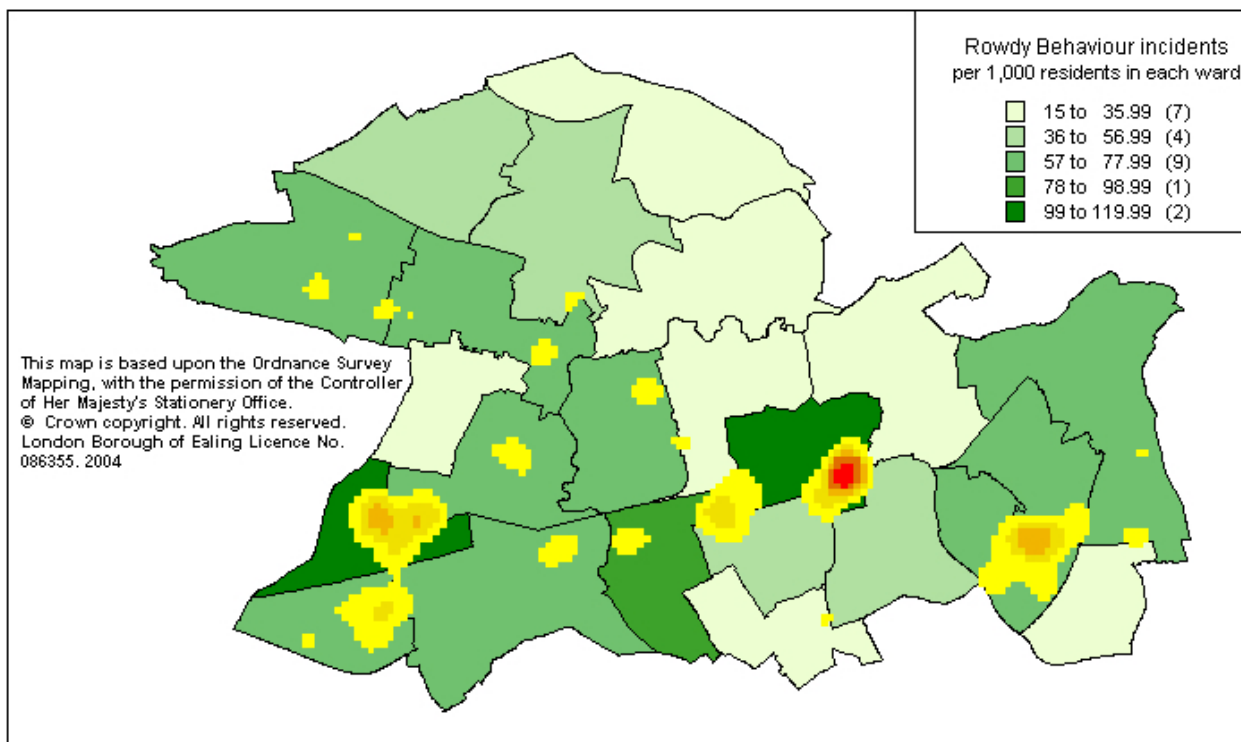 Rowdy Behaviour incidents
per 1,000 residents in each ward
15 to 35.99 (7)
36 to 56.99 (4)
57 to 77.99 (9)
78 to 98.99 (1)
99 to 119.99 (2)
This map is based upon the Ordnance Survey
Mapping, with the permission of the Controller
of Her Majesty's Stationery Office.
© Crown copyright. All rights reserved.
London Borough of Ealing Licence No.
086355. 2004